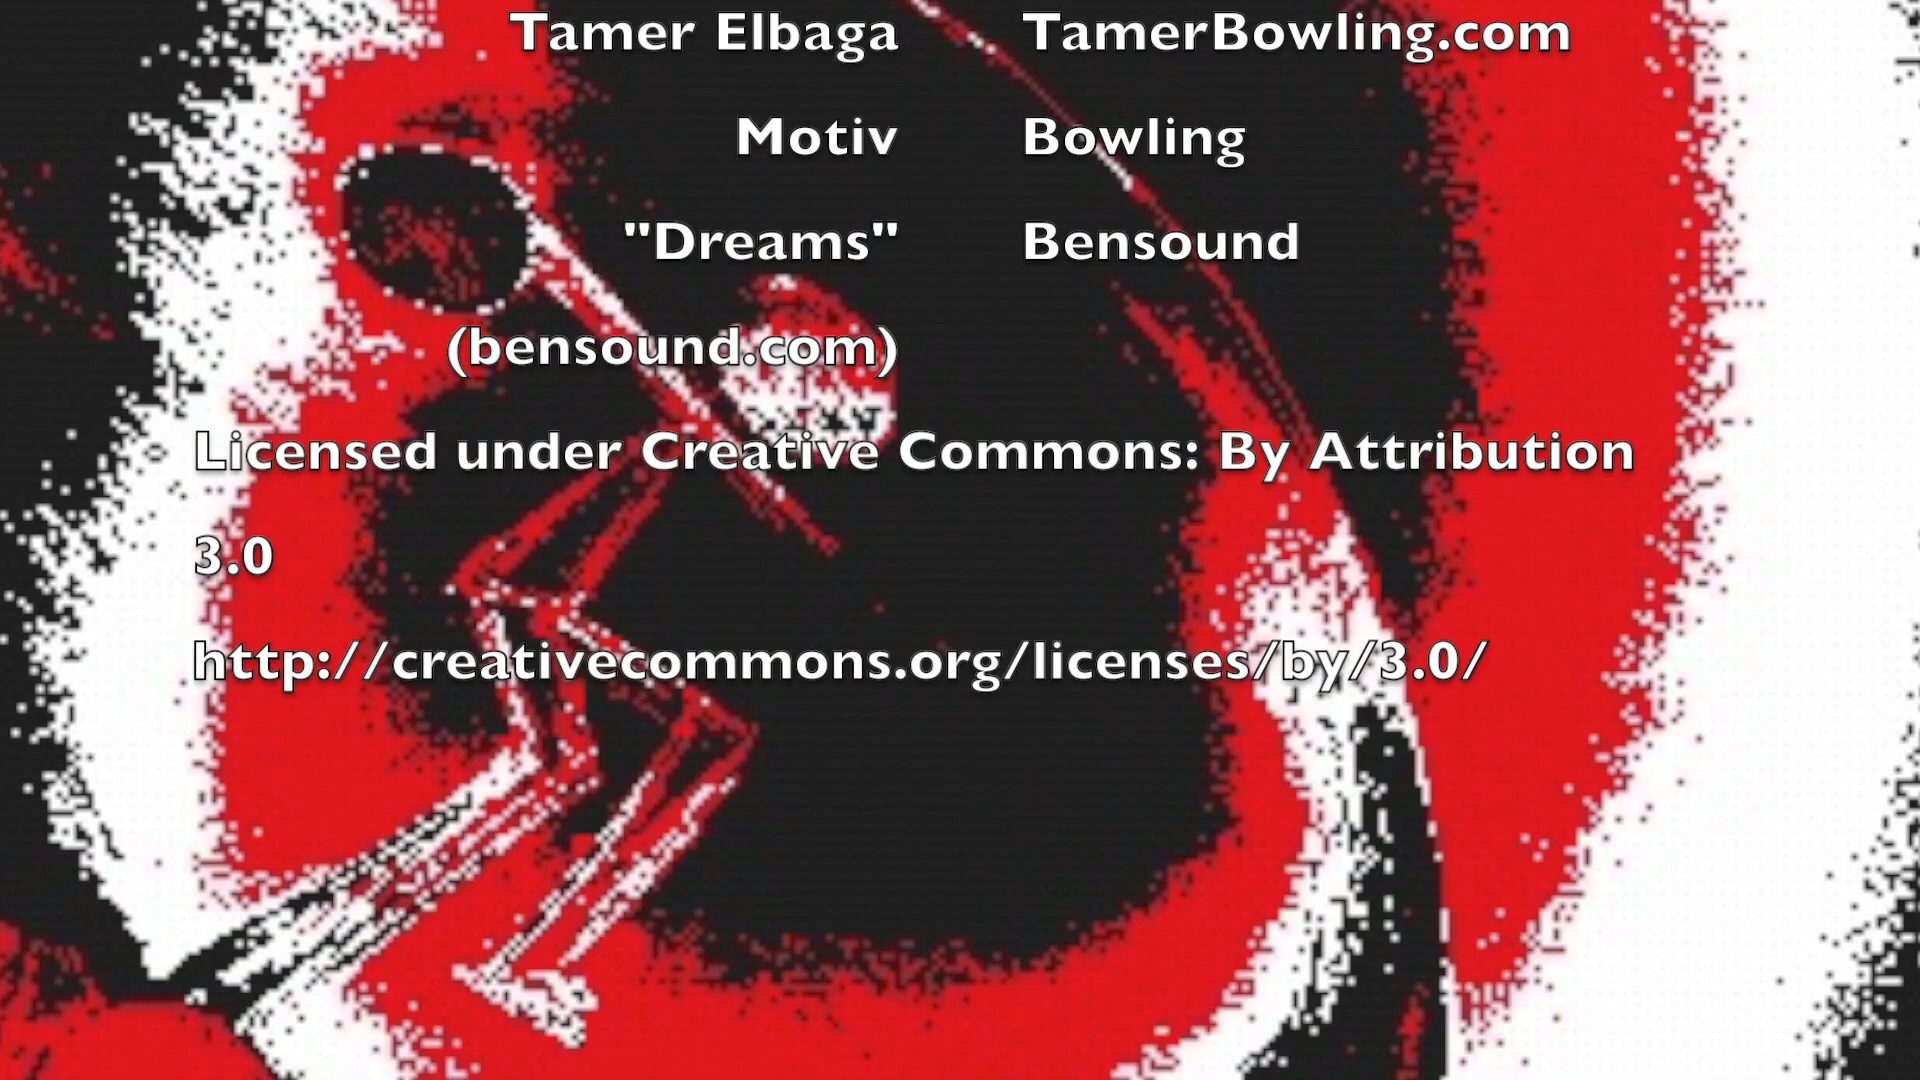 Tamer Elbaga TamerBowling.com
Motiv Bowling
"Dreams" Bensound
(bensound.com)
Licensed under Creative Commons: By Attribution
3.0
http://creativecommons.org/licenses/by/3.0/